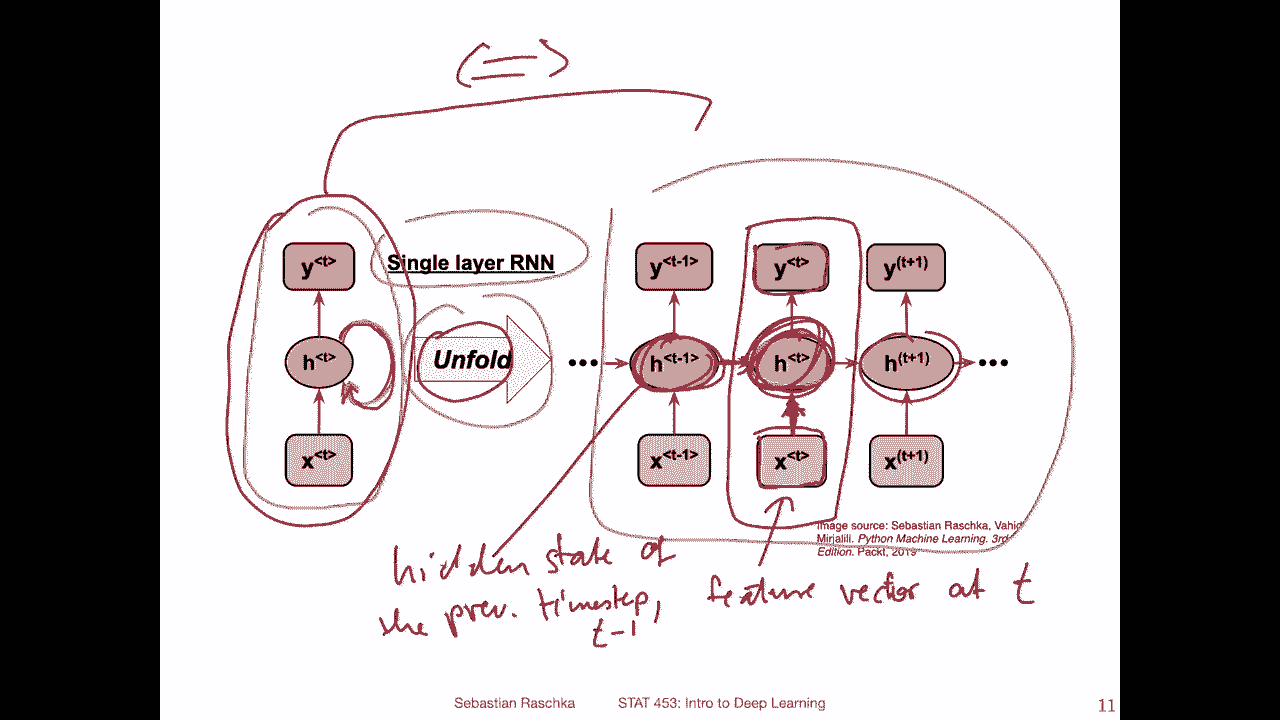 y<t>
Single layer RNN
y<t-1>
y<t>
y(t+1)
h<t>
Unfold
...
h<t-1>
h<t>
h(t+1)
...
x<t>
x<t-1>
x<t>
x(t+1)
Image source: Sebastian Raschka, Vahid
Mirjalili. Python Machine Learning. 3rd
Edition. Packt, 2019
hidden state of
the prev. timestep,
t-1
feature vector at t
Sebastian Raschka STAT 453: Intro to Deep Learning 11